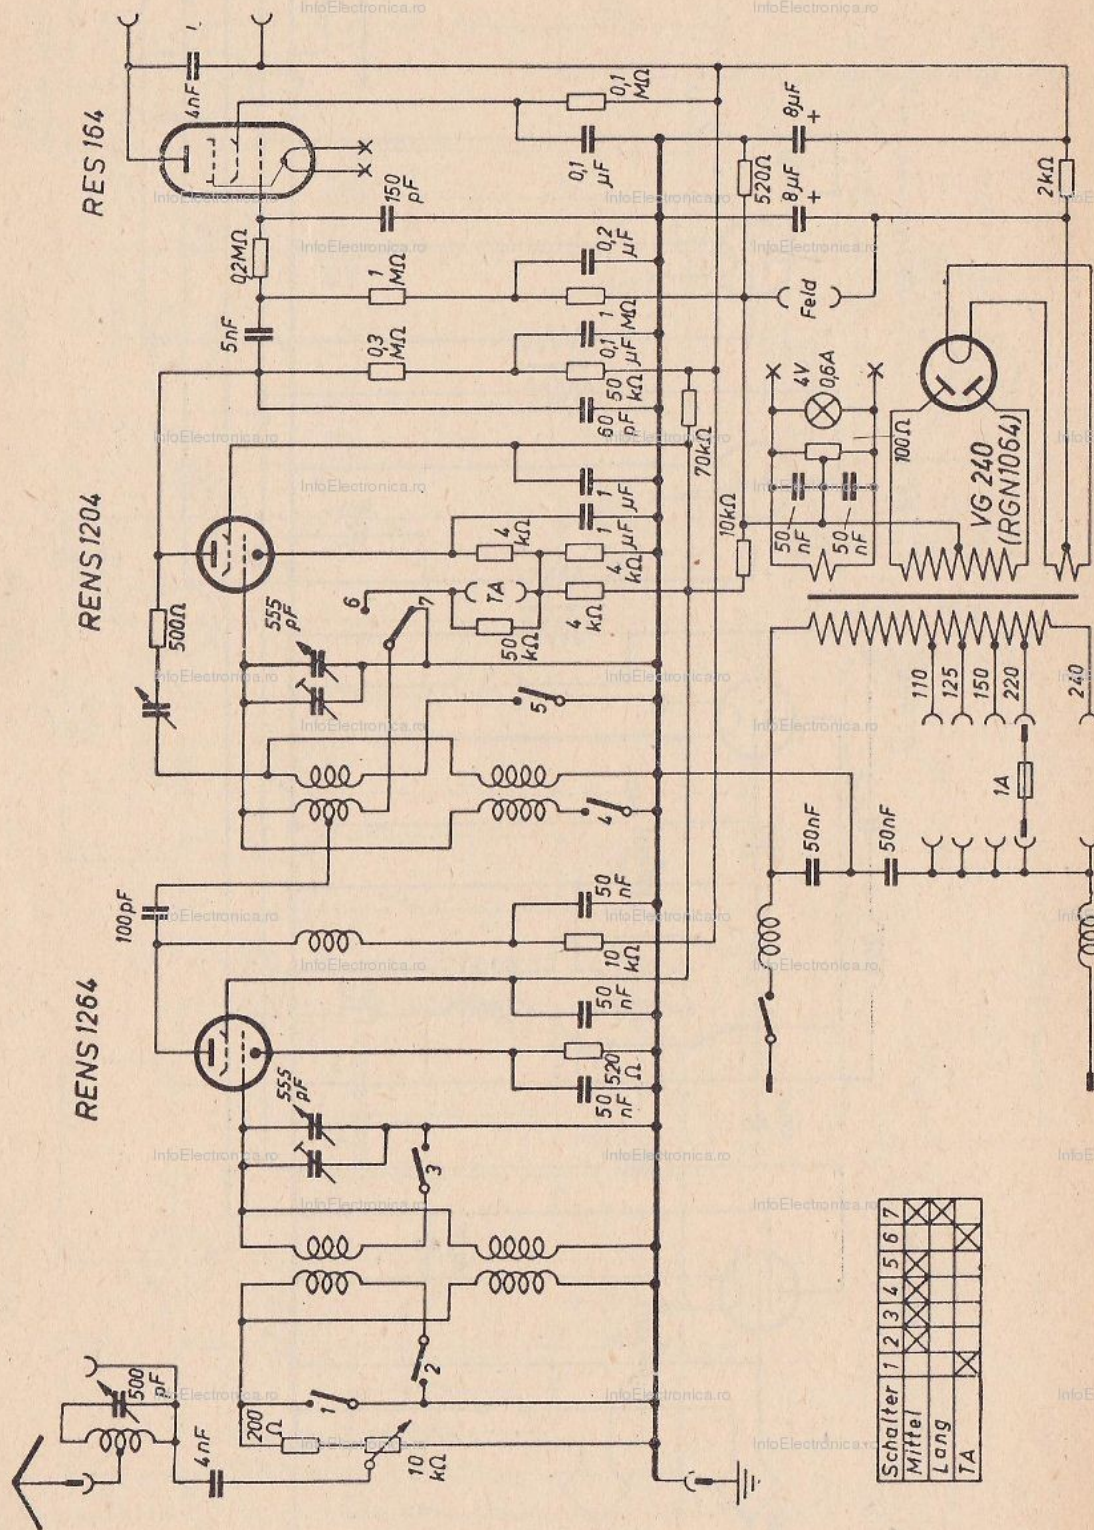 RES 164
RENS 1204
RENS 1264
4nF
0,1
MΩ
0,1
µF
8µF
+
520Ω
8µF
+
2kΩ
150
pF
0,2MΩ
1
MΩ
0,2
µF
Feld
5nF
0,3
MΩ
1
MΩ
0,1
µF
50
kΩ
60
pF
70kΩ
4V
0,6A
100Ω
VG 240
(RGN1064)
10kΩ
50
nF
50
nF
1
µF
1
µF
4
kΩ
4
kΩ
4
kΩ
TA
50
kΩ
6
7
555
pF
500Ω
5
4
110
125
150
220
240
1A
50nF
50nF
100pF
50
nF
10
kΩ
50
nF
520
Ω
50
nF
555
pF
3
2
1
500
pF
200
Ω
4nF
10
kΩ
Schalter 1 2 3 4 5 6 7
Mittel
Lang
TA
InfoElectronica.ro